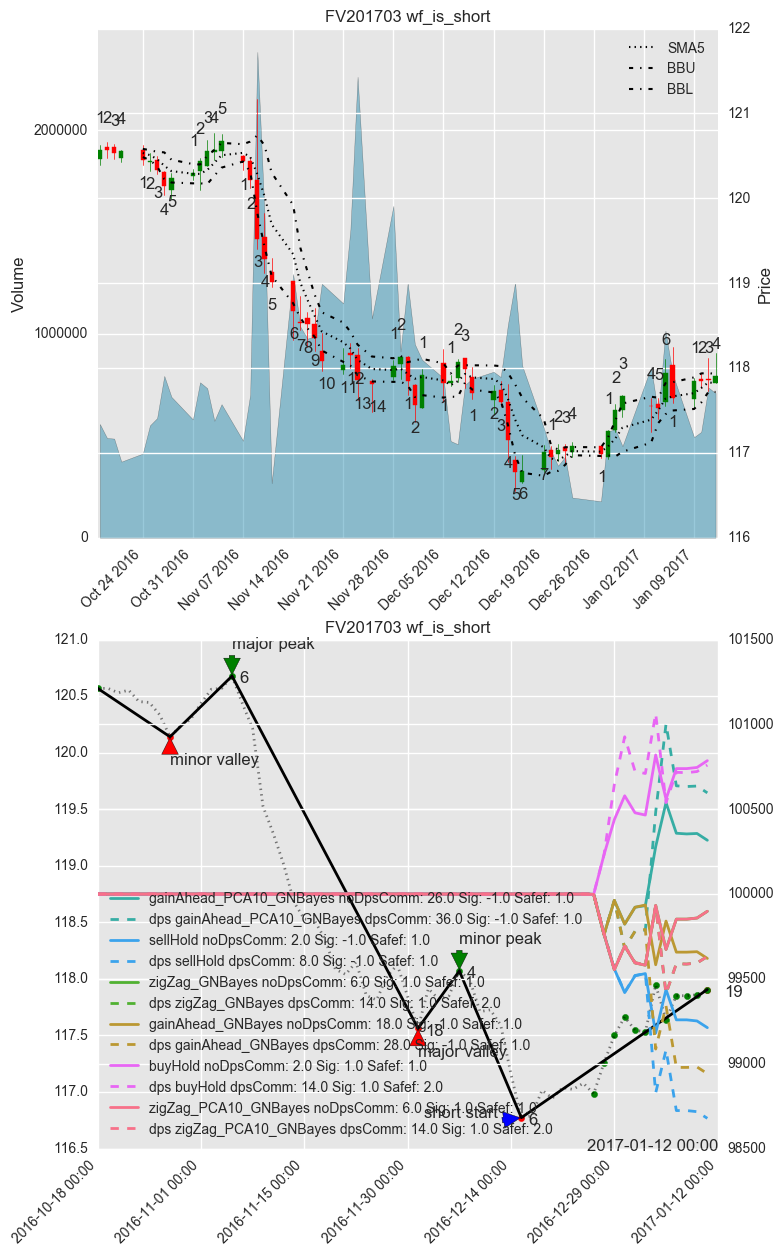 FV201703 wf_is_short
122
SMA5
BBU
BBL
121
2000000
120
119
Volume
Price
1000000
118
117
0
116
Oct 24 2016
Oct 31 2016
Nov 07 2016
Nov 14 2016
Nov 21 2016
Nov 28 2016
Dec 05 2016
Dec 12 2016
Dec 19 2016
Dec 26 2016
Jan 02 2017
Jan 09 2017
FV201703 wf_is_short
121.0
101500
major peak
6
120.5
101000
120.0
minor valley
119.5
100500
119.0
100000
gainAhead_PCA10_GNBayes noDpsComm: 26.0 Sig: -1.0 Safef: 1.0
dps gainAhead_PCA10_GNBayes dpsComm: 36.0 Sig: -1.0 Safef: 1.0
118.5
sellHold noDpsComm: 2.0 Sig: -1.0 Safef: 1.0
minor peak
dps sellHold dpsComm: 8.0 Sig: -1.0 Safef: 1.0
4
118.0
99500
zigZag_GNBayes noDpsComm: 6.0 Sig: 1.0 Safef: 1.0
19
dps zigZag_GNBayes dpsComm: 14.0 Sig: 1.0 Safef: 2.0
117.5
gainAhead_GNBayes noDpsComm: 18.0 Sig: -1.0 Safef: 1.0
18
dps gainAhead_GNBayes dpsComm: 28.0 Sig: -1.0 Safef: 1.0
major valley
buyHold noDpsComm: 2.0 Sig: 1.0 Safef: 1.0
99000
117.0
dps buyHold dpsComm: 14.0 Sig: 1.0 Safef: 2.0
zigZag_PCA10_GNBayes noDpsComm: 6.0 Sig: 1.0 Safef: 1.0
short start
6
dps zigZag_PCA10_GNBayes dpsComm: 14.0 Sig: 1.0 Safef: 2.0
2017-01-12 00:00
116.5
98500
2016-10-18 00:00
2016-11-01 00:00
2016-11-15 00:00
2016-11-30 00:00
2016-12-14 00:00
2016-12-29 00:00
2017-01-12 00:00